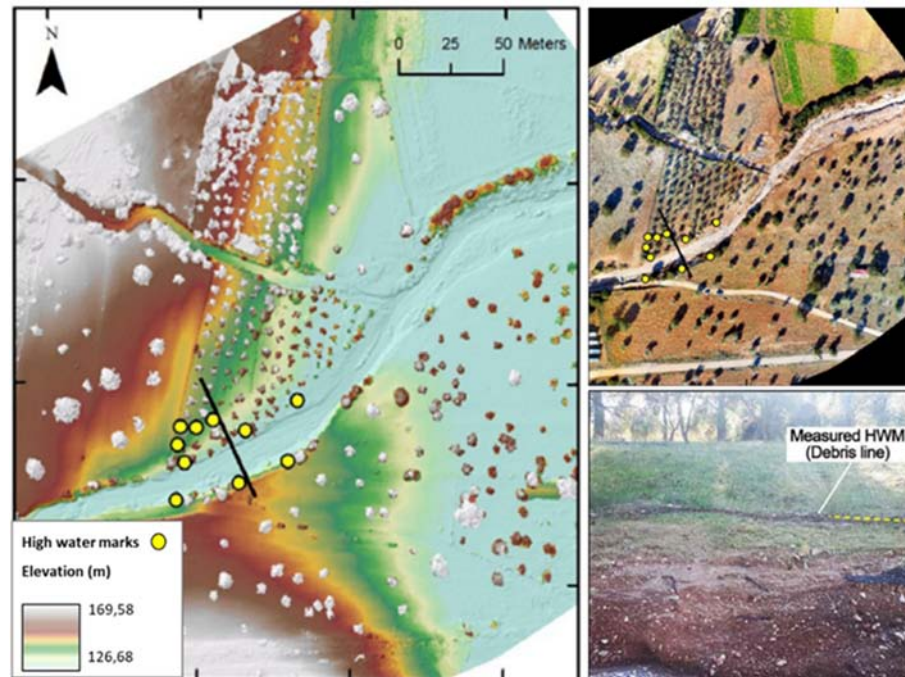 N
0 25 50 Meters
High water marks
Elevation (m)
169,58
126,68
Measured HWM
(Debris line)